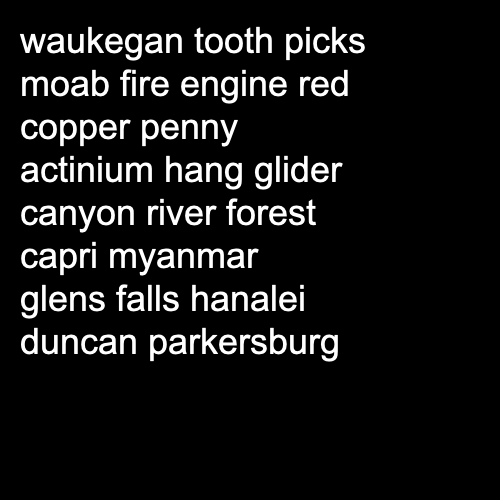 waukegan tooth picks
moab fire engine red
copper penny
actinium hang glider
canyon river forest
capri myanmar
glens falls hanalei
duncan parkersburg